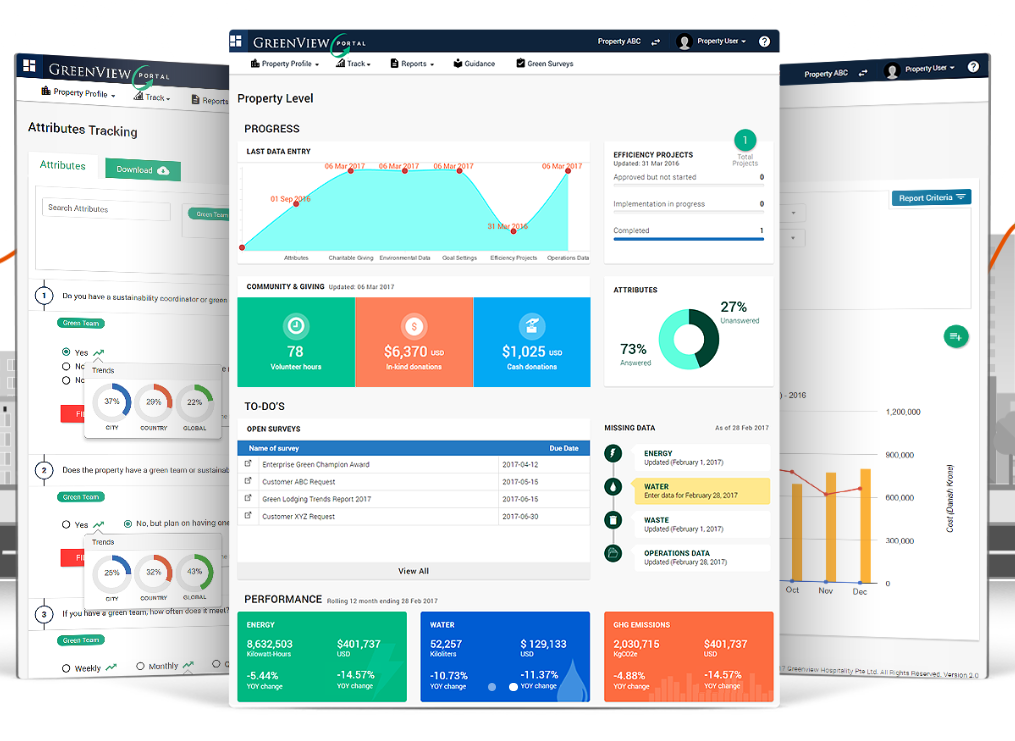 GREENVIEW PORTAL
Property Profile
Track
Reports
Attributes Tracking
Attributes
Download
Search Attributes
Green Team
1
Do you have a sustainability coordinator or green
Green Team
Yes
No
No
Trends
37%
29%
22%
CITY
COUNTRY
GLOBAL
2
Does the property have a green team or sustainab
Green Team
Yes
No, but plan on having one
Trends
25%
32%
43%
CITY
COUNTRY
GLOBAL
3
If you have a green team, how often does it meet?
Green Team
Weekly
Monthly
GREENVIEW PORTAL
Property ABC
Property User
?
Property Profile
Track
Reports
Guidance
Green Surveys
Property Level
PROGRESS
LAST DATA ENTRY
01 Sep 2016
06 Mar 2017
06 Mar 2017
06 Mar 2017
31 Mar 2016
06 Mar 2017
Attributes
Charitable Giving
Environmental Data
Goal Settings
Efficiency Projects
Operations Data
EFFICIENCY PROJECTS
Updated: 31 Mar 2016
1
Total
Projects
Approved but not started 0
Implementation in progress 0
Completed 1
COMMUNITY & GIVING Updated: 06 Mar 2017
78
Volunteer hours
$6,370 USD
In-kind donations
$1,025 USD
Cash donations
ATTRIBUTES
27%
Unanswered
73%
Answered
TO-DO'S
OPEN SURVEYS
Name of survey Due Date
Enterprise Green Champion Award 2017-04-12
Customer ABC Request 2017-05-15
Green Lodging Trends Report 2017 2017-06-15
Customer XYZ Request 2017-06-30
View All
MISSING DATA As of 28 Feb 2017
ENERGY
Updated (February 1, 2017)
WATER
Enter data for February 28, 2017
WASTE
Updated (February 1, 2017)
OPERATIONS DATA
Updated (February 28, 2017)
PERFORMANCE Rolling 12 month ending 28 Feb 2017
ENERGY
8,632,503 $401,737
Kilowatt-Hours USD
-5.44% -14.57%
YOY change YOY change
WATER
52,257 $ 129,133
Kiloliters USD
-10.73% -11.37%
YOY change YOY change
GHG EMISSIONS
2,030,715 $401,737
KgCO2e USD
-4.88% -14.57%
YOY change YOY change
Property ABC
Property User
?
Report Criteria
- 2016
1,200,000
900,000
600,000
300,000
0
Cost (Danish Krone)
Oct
Nov
Dec
Greenview Hospitality Pte Ltd. All Rights Reserved. Version 2.0